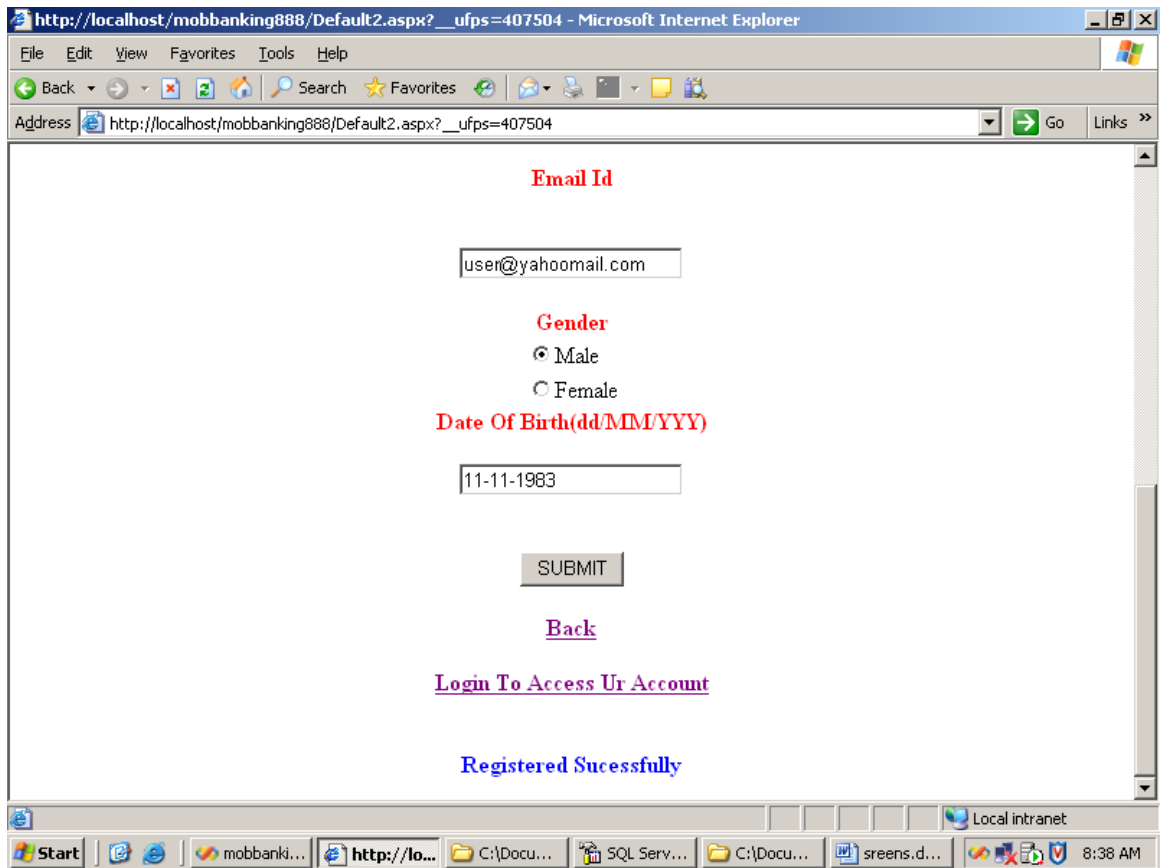 http://localhost/mobbanking888/Default2.aspx?__ufps=407504 - Microsoft Internet Explorer
File Edit View Favorites Tools Help
Back Search Favorites
Address http://localhost/mobbanking888/Default2.aspx?__ufps=407504 Go Links »
Email Id
user@yahoomail.com
Gender
Male
Female
Date Of Birth(dd/MM/YYY)
11-11-1983
SUBMIT
Back
Login To Access Ur Account
Registered Sucessfully
Local intranet
Start mobbanki... http://lo... C:\Docu... SQL Serv... C:\Docu... sreens.d... 8:38 AM